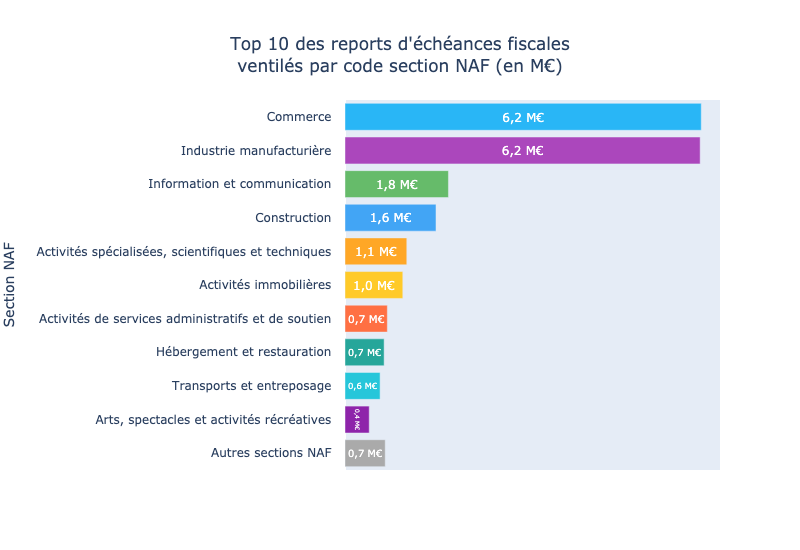 Top 10 des reports d'échéances fiscales
ventilés par code section NAF (en M€)
Section NAF
Commerce 6,2 M€
Industrie manufacturière 6,2 M€
Information et communication 1,8 M€
Construction 1,6 M€
Activités spécialisées, scientifiques et techniques 1,1 M€
Activités immobilières 1,0 M€
Activités de services administratifs et de soutien 0,7 M€
Hébergement et restauration 0,7 M€
Transports et entreposage 0,6 M€
Arts, spectacles et activités récréatives 0,4 M€
Autres sections NAF 0,7 M€